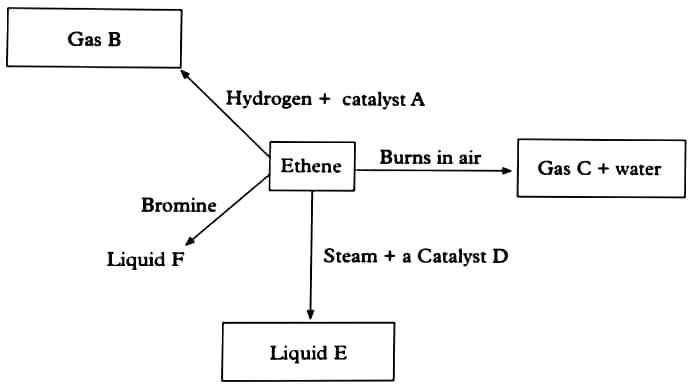 Gas B
Hydrogen + catalyst A
Ethene
Burns in air
Gas C + water
Bromine
Liquid F
Steam + a Catalyst D
Liquid E